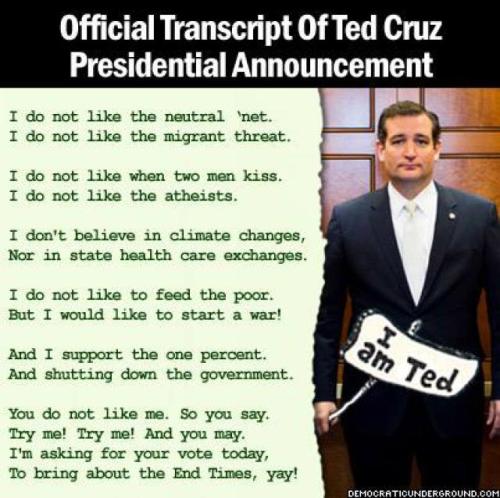 Official Transcript Of Ted Cruz
Presidential Announcement
I do not like the neutral 'net.
I do not like the migrant threat.
I do not like when two men kiss.
I do not like the atheists.
I don't believe in climate changes,
Nor in state health care exchanges.
I do not like to feed the poor.
But I would like to start a war!
And I support the one percent.
And shutting down the government.
You do not like me. So you say.
Try me! Try me! And you may.
I'm asking for your vote today,
To bring about the End Times, yay!
I
am Ted
DEMOCRATICUNDERGROUND.COM